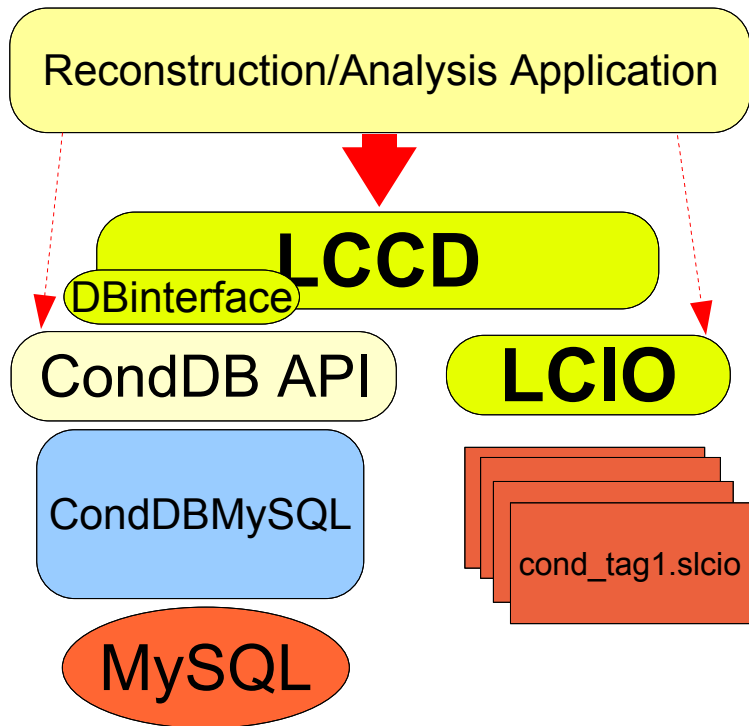 Reconstruction/Analysis Application
LCCD
DBinterface
CondDB API
LCIO
CondDBMySQL
cond_tag1.slcio
MySQL